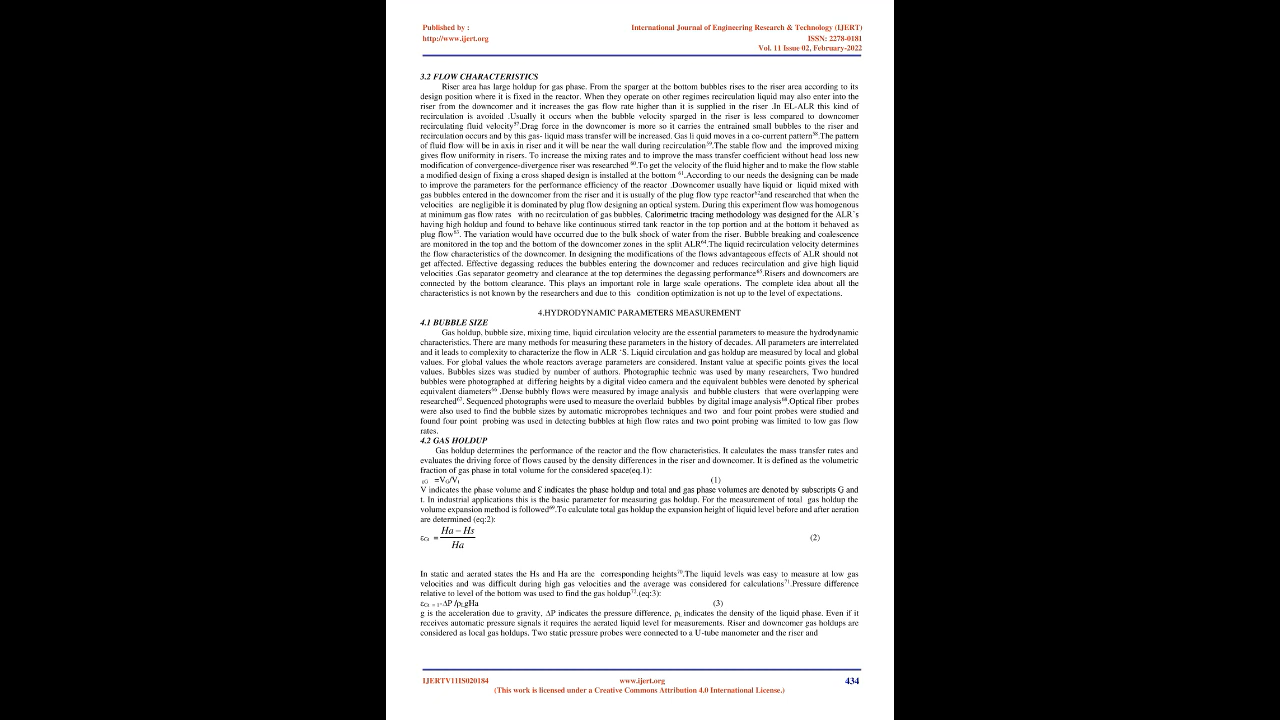 Published by :
http://www.ijert.org
International Journal of Engineering Research & Technology (IJERT)
ISSN: 2278-0181
Vol. 11 Issue 02, February-2022
3.2 FLOW CHARACTERISTICS
Riser area has large holdup for gas phase. From the sparger at the bottom bubbles rises to the riser area according to its
design position where it is fixed in the reactor. When they operate on other regimes recirculation liquid may also enter into the
riser from the downcomer and it increases the gas flow rate higher than it is supplied in the riser .In EL-ALR this kind of
recirculation is avoided .Usually it occurs when the bubble velocity sparged in the riser is less compared to downcomer
recirculating fluid velocity57.Drag force in the downcomer is more so it carries the entrained small bubbles to the riser and
recirculation occurs and by this gas- liquid mass transfer will be increased. Gas li quid moves in a co-current pattern58.The pattern
of fluid flow will be in axis in riser and it will be near the wall during recirculation59.The stable flow and the improved mixing
gives flow uniformity in risers. To increase the mixing rates and to improve the mass transfer coefficient without head loss new
modification of convergence-divergence riser was researched 60.To get the velocity of the fluid higher and to make the flow stable
a modified design of fixing a cross shaped design is installed at the bottom 61.According to our needs the designing can be made
to improve the parameters for the performance efficiency of the reactor .Downcomer usually have liquid or liquid mixed with
gas bubbles entered in the downcomer from the riser and it is usually of the plug flow type reactor62and researched that when the
velocities are negligible it is dominated by plug flow designing an optical system. During this experiment flow was homogenous
at minimum gas flow rates with no recirculation of gas bubbles. Calorimetric tracing methodology was designed for the ALR's
having high holdup and found to behave like continuous stirred tank reactor in the top portion and at the bottom it behaved as
plug flow63. The variation would have occurred due to the bulk shock of water from the riser. Bubble breaking and coalescence
are monitored in the top and the bottom of the downcomer zones in the split ALR64.The liquid recirculation velocity determines
the flow characteristics of the downcomer. In designing the modifications of the flows advantageous effects of ALR should not
get affected. Effective degassing reduces the bubbles entering the downcomer and reduces recirculation and give high liquid
velocities .Gas separator geometry and clearance at the top determines the degassing performance65.Risers and downcomers are
connected by the bottom clearance. This plays an important role in large scale operations. The complete idea about all the
characteristics is not known by the researchers and due to this condition optimization is not up to the level of expectations.
4.HYDRODYNAMIC PARAMETERS MEASUREMENT
4.1 BUBBLE SIZE
Gas holdup, bubble size, mixing time, liquid circulation velocity are the essential parameters to measure the hydrodynamic
characteristics. There are many methods for measuring these parameters in the history of decades. All parameters are interrelated
and it leads to complexity to characterize the flow in ALR 'S. Liquid circulation and gas holdup are measured by local and global
values. For global values the whole reactors average parameters are considered. Instant value at specific points gives the local
values. Bubbles sizes was studied by number of authors. Photographic technic was used by many researchers, Two hundred
bubbles were photographed at differing heights by a digital video camera and the equivalent bubbles were denoted by spherical
equivalent diameters66 .Dense bubbly flows were measured by image analysis and bubble clusters that were overlapping were
researched67. Sequenced photographs were used to measure the overlaid bubbles by digital image analysis68.Optical fiber probes
were also used to find the bubble sizes by automatic microprobes techniques and two and four point probes were studied and
found four point probing was used in detecting bubbles at high flow rates and two point probing was limited to low gas flow
rates.
4.2 GAS HOLDUP
Gas holdup determines the performance of the reactor and the flow characteristics. It calculates the mass transfer rates and
evaluates the driving force of flows caused by the density differences in the riser and downcomer. It is defined as the volumetric
fraction of gas phase in total volume for the considered space(eq.1):
εG =VG/Vt (1)
V indicates the phase volume and Ɛ indicates the phase holdup and total and gas phase volumes are denoted by subscripts G and
t. In industrial applications this is the basic parameter for measuring gas holdup. For the measurement of total gas holdup the
volume expansion method is followed69.To calculate total gas holdup the expansion height of liquid level before and after aeration
are determined (eq:2):
εGt = Ha − Hs / Ha (2)
In static and aerated states the Hs and Ha are the corresponding heights70.The liquid levels was easy to measure at low gas
velocities and was difficult during high gas velocities and the average was considered for calculations71.Pressure difference
relative to level of the bottom was used to find the gas holdup72.(eq:3):
εGt = 1-ΔP /ρLgHa (3)
g is the acceleration due to gravity, ΔP indicates the pressure difference, ρL indicates the density of the liquid phase. Even if it
receives automatic pressure signals it requires the aerated liquid level for measurements. Riser and downcomer gas holdups are
considered as local gas holdups. Two static pressure probes were connected to a U-tube manometer and the riser and
IJERTV11IS020184
www.ijert.org
434
(This work is licensed under a Creative Commons Attribution 4.0 International License.)